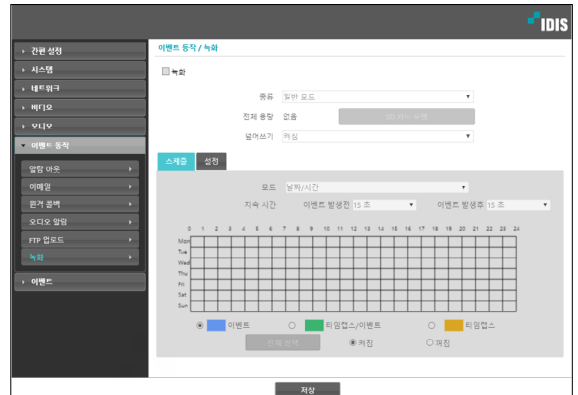 IDIS
간편 설정
시스템
네트워크
비디오
오디오
이벤트 동작
알람 아웃
이메일
원격 콜백
오디오 알람
FTP 업로드
녹화
이벤트
이벤트 동작 / 녹화
녹화
종류 일반 모드
전체 용량 없음 SD 카드 포맷
덮어쓰기 켜짐
스케줄 설정
모드 날짜/시간
지속 시간 이벤트 발생전 15 초 이벤트 발생후 15 초
0 1 2 3 4 5 6 7 8 9 10 11 12 13 14 15 16 17 18 19 20 21 22 23 24
Mon
Tue
Wed
Thu
Fri
Sat
Sun
이벤트 타임랩스/이벤트 타임랩스
전체 선택 켜짐 꺼짐
저장